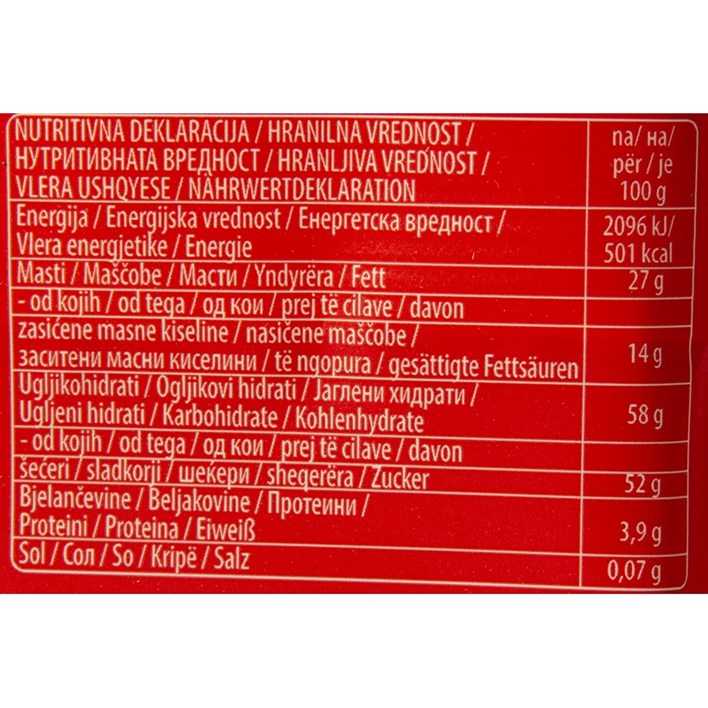 NUTRITIVNA DEKLARACIJA / HRANILNA VREDNOST /
НУТРИТИВНАТА ВРЕДНОСТ / HRANLJIVA VREDNOST /
VLERA USHQYESE / NÄHRWERTDEKLARATION
na/ на/
për / je
100 g
Energija / Energijska vrednost / Енергетска вредност /
Vlera energjetike / Energie
2096 kJ/
501 kcal
Masti / Maščobe / Масти / Yndyrëra / Fett
27 g
- od kojih / od tega / од кои / prej të cilave / davon
zasićene masne kiseline / nasičene maščobe /
заситени масни киселини / të ngopura / gesättigte Fettsäuren
14 g
Ugljikohidrati / Ogljikovi hidrati / Јаглени хидрати /
Ugljeni hidrati / Karbohidrate / Kohlenhydrate
58 g
- od kojih / od tega / од кои / prej të cilave / davon
šećeri / sladkorji / шеќери / sheqerëra / Zucker
52 g
Bjelančevine / Beljakovine / Протеини /
Proteini / Proteina / Eiweiß
3,9 g
Sol / Сол / So / Kripë / Salz
0,07 g